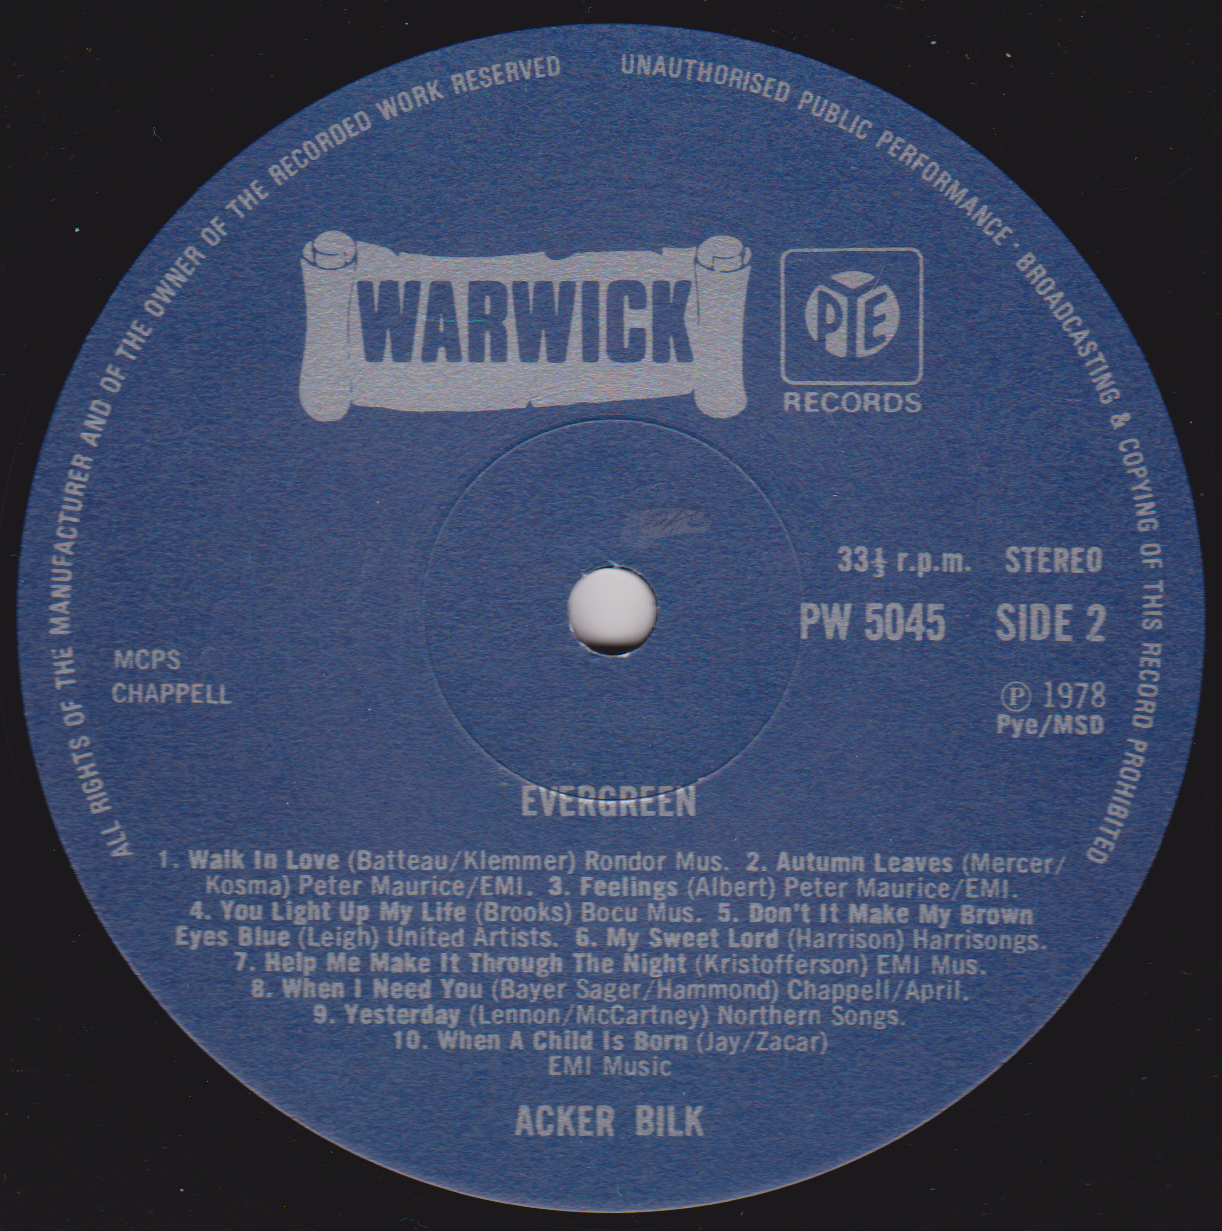 ALL RIGHTS OF THE MANUFACTURER AND OF THE OWNER OF THE RECORDED WORK RESERVED
UNAUTHORISED PUBLIC PERFORMANCE · BROADCASTING & COPYING OF THIS RECORD PROHIBITED
WARWICK
PYE
RECORDS
33⅓ r.p.m. STEREO
PW 5045 SIDE 2
MCPS
CHAPPELL
℗ 1978
Pye/MSD
EVERGREEN
1. Walk In Love (Batteau/Klemmer) Rondor Mus. 2. Autumn Leaves (Mercer/
Kosma) Peter Maurice/EMI. 3. Feelings (Albert) Peter Maurice/EMI.
4. You Light Up My Life (Brooks) Bocu Mus. 5. Don't It Make My Brown
Eyes Blue (Leigh) United Artists. 6. My Sweet Lord (Harrison) Harrisongs.
7. Help Me Make It Through The Night (Kristofferson) EMI Mus.
8. When I Need You (Bayer Sager/Hammond) Chappell/April.
9. Yesterday (Lennon/McCartney) Northern Songs.
10. When A Child Is Born (Jay/Zacar)
EMI Music
ACKER BILK